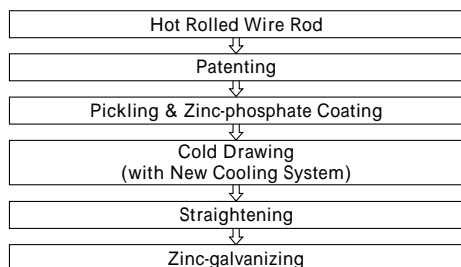 Hot Rolled Wire Rod
Patenting
Pickling & Zinc-phosphate Coating
Cold Drawing
(with New Cooling System)
Straightening
Zinc-galvanizing